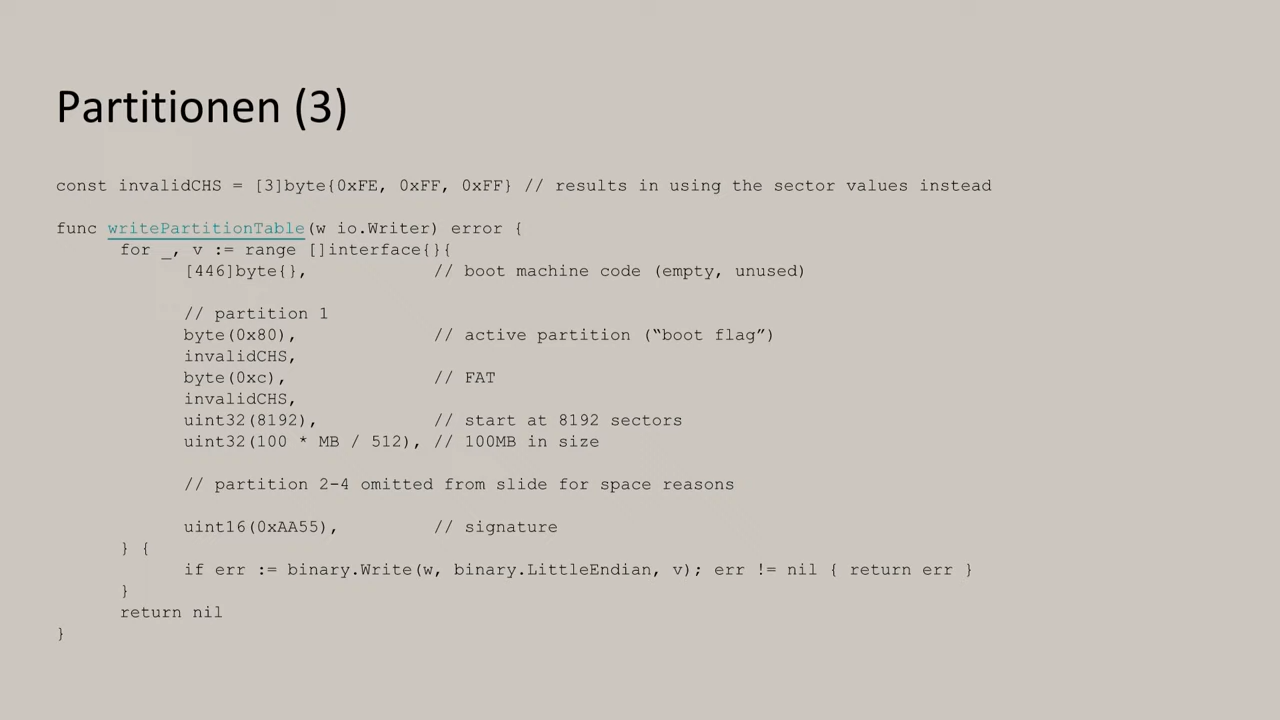 Partitionen (3)
const invalidCHS = [3]byte{0xFE, 0xFF, 0xFF} // results in using the sector values instead
func writePartitionTable(w io.Writer) error {
for _, v := range []interface{}{
[446]byte{}, // boot machine code (empty, unused)
// partition 1
byte(0x80), // active partition (“boot flag”)
invalidCHS,
byte(0xc), // FAT
invalidCHS,
uint32(8192), // start at 8192 sectors
uint32(100 * MB / 512), // 100MB in size
// partition 2-4 omitted from slide for space reasons
uint16(0xAA55), // signature
} {
if err := binary.Write(w, binary.LittleEndian, v); err != nil { return err }
}
return nil
}